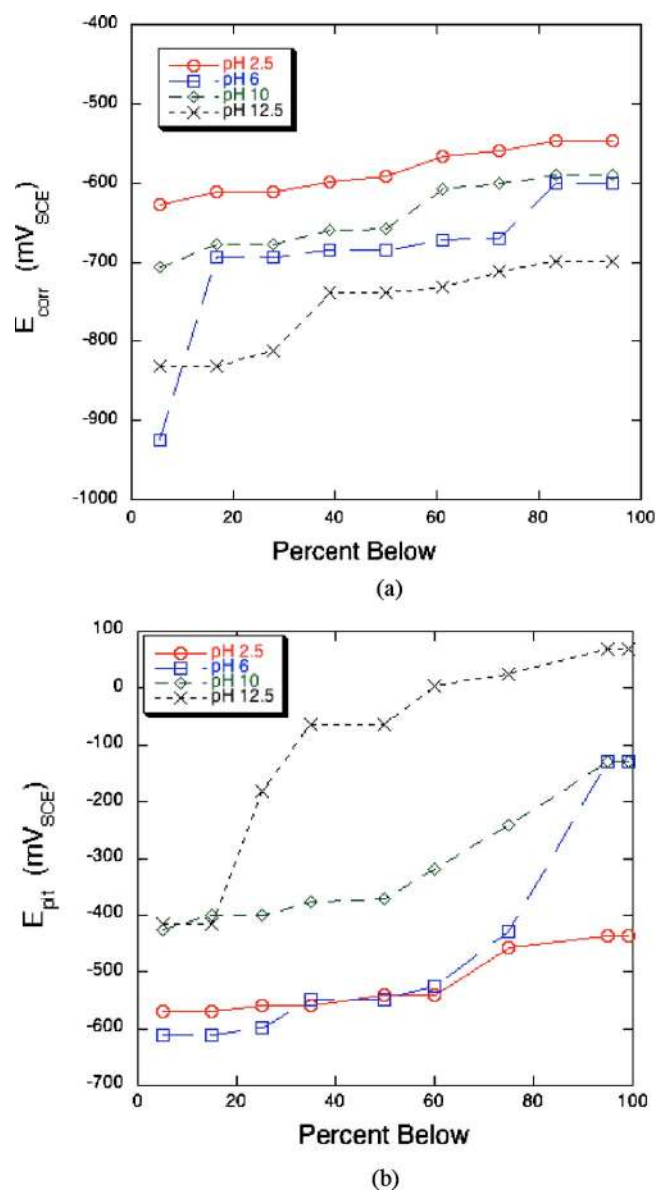 -400
-500
-600
-700
-800
-900
-1000
E_corr (mV_SCE)
pH 2.5
pH 6
pH 10
pH 12.5
0 20 40 60 80 100
Percent Below
(a)
100
0
-100
-200
-300
-400
-500
-600
-700
E_pit (mV_SCE)
pH 2.5
pH 6
pH 10
pH 12.5
0 20 40 60 80 100
Percent Below
(b)